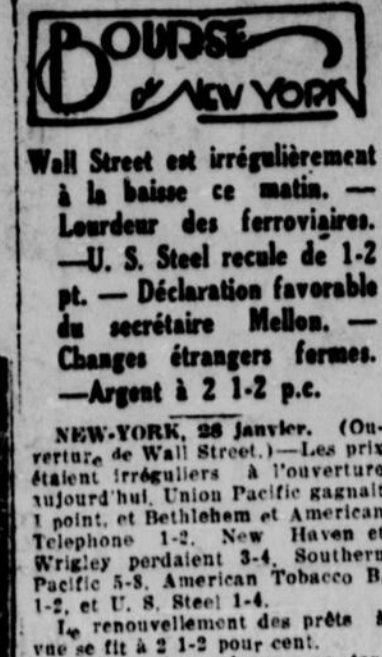 BOURSE
de NEW YORK
Wall Street est irrégulièrement
à la baisse ce matin. —
Lourdeur des ferroviaires.
—U. S. Steel recule de 1-2
pt. — Déclaration favorable
du secrétaire Mellon. —
Changes étrangers fermes.
—Argent à 2 1-2 p.c.
NEW-YORK, 28 janvier. (Ou-
verture de Wall Street.)—Les prix
étaient irréguliers à l'ouverture
aujourd'hui. Union Pacific gagnait
1 point, et Bethlehem et American
Telephone 1-2. New Haven et
Wrigley perdaient 3-4, Southern
Pacific 5-8, American Tobacco B.
1-2, et U. S. Steel 1-4.
Le renouvellement des prêts à
vue se fit à 2 1-2 pour cent.